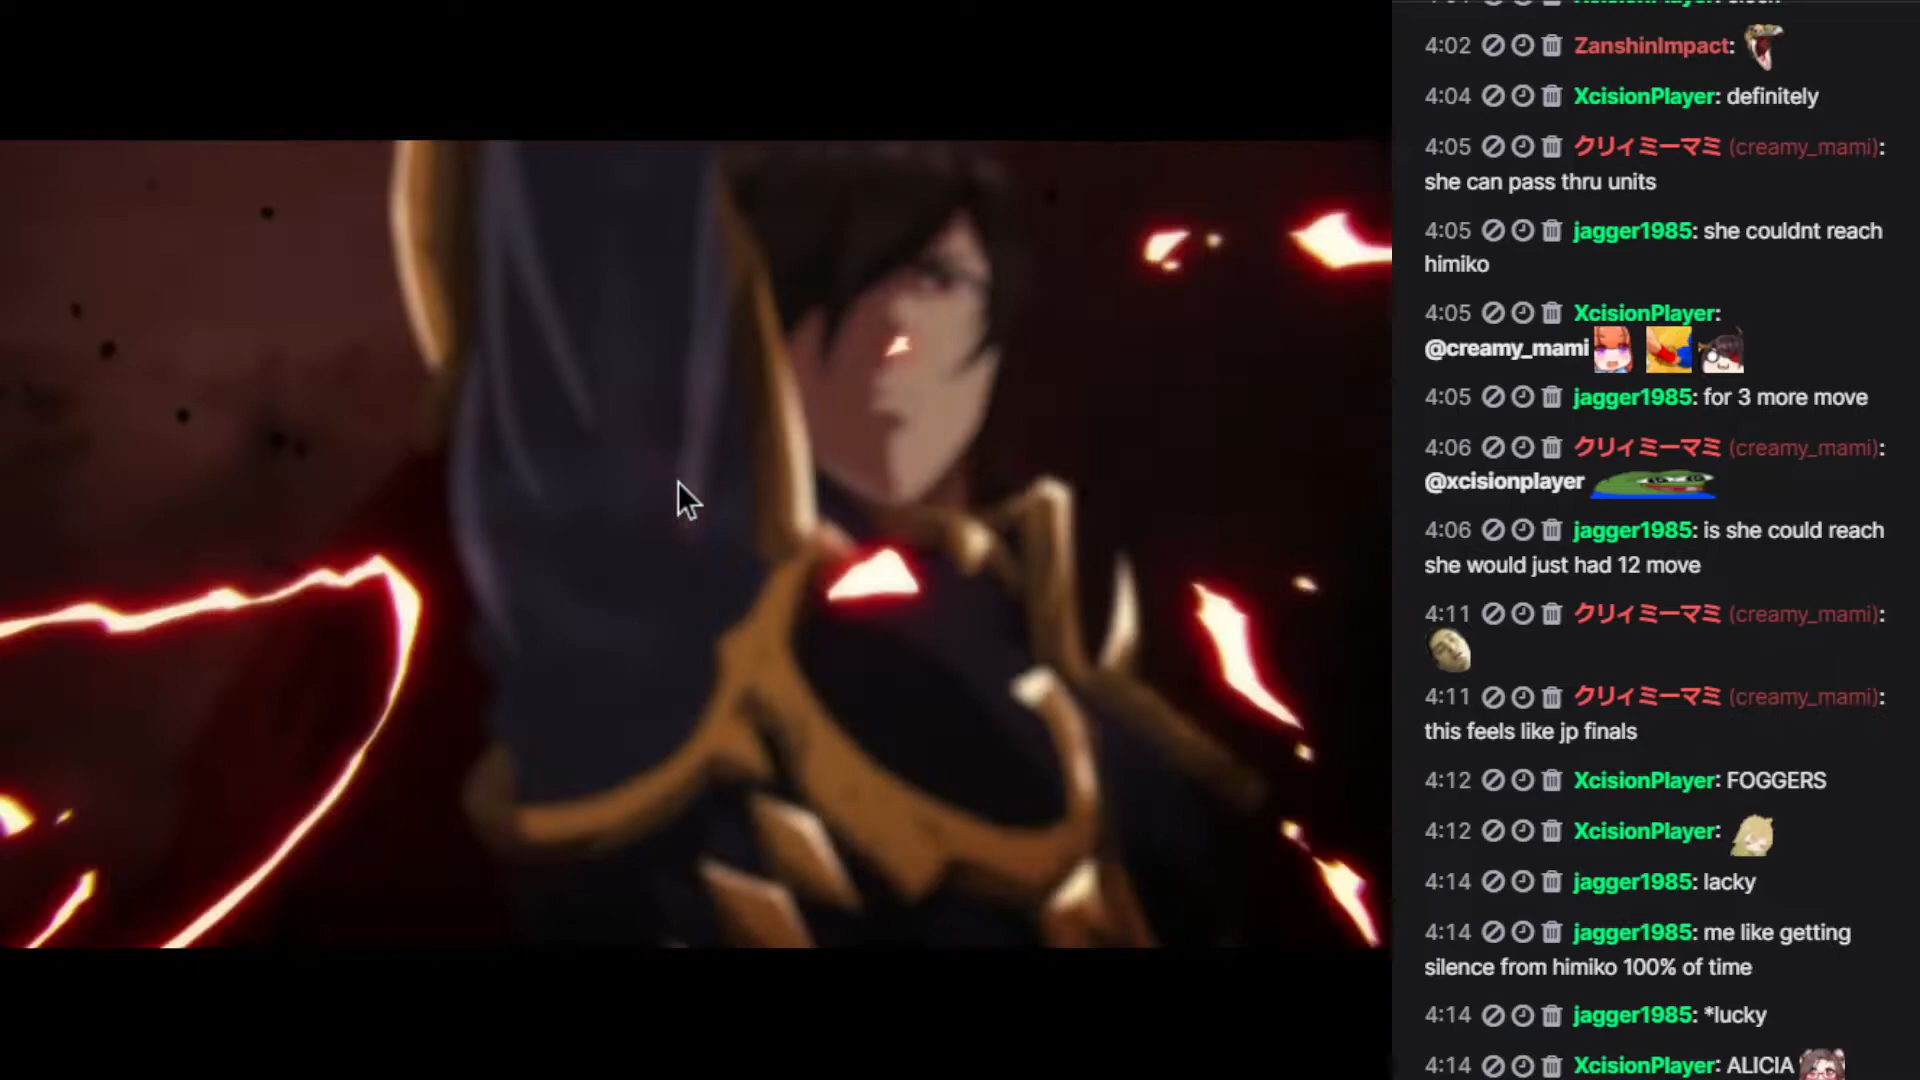 4:02 ZanshinImpact:
4:04 XcisionPlayer: definitely
4:05 クリィミーマミ (creamy_mami):
she can pass thru units
4:05 jagger1985: she couldnt reach
himiko
4:05 XcisionPlayer:
@creamy_mami
4:05 jagger1985: for 3 more move
4:06 クリィミーマミ (creamy_mami):
@xcisionplayer
4:06 jagger1985: is she could reach
she would just had 12 move
4:11 クリィミーマミ (creamy_mami):
4:11 クリィミーマミ (creamy_mami):
this feels like jp finals
4:12 XcisionPlayer: FOGGERS
4:12 XcisionPlayer:
4:14 jagger1985: lacky
4:14 jagger1985: me like getting
silence from himiko 100% of time
4:14 jagger1985: *lucky
4:14 XcisionPlayer: ALICIA